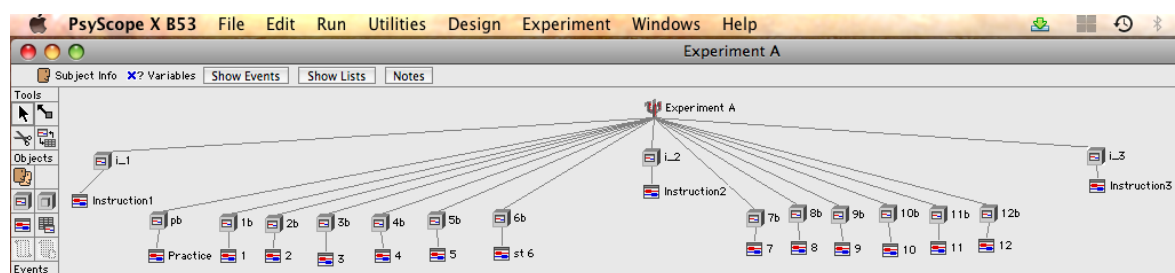 PsyScope X B53 File Edit Run Utilities Design Experiment Windows Help
Experiment A
Subject Info X? Variables Show Events Show Lists Notes
Tools
Experiment A
Objects
i_1 i_2 i_3
Instruction1 Instruction2 Instruction3
pb 1b 2b 3b 4b 5b 6b 7b 8b 9b 10b 11b 12b
Practice 1 2 3 4 5 st 6 7 8 9 10 11 12
Events